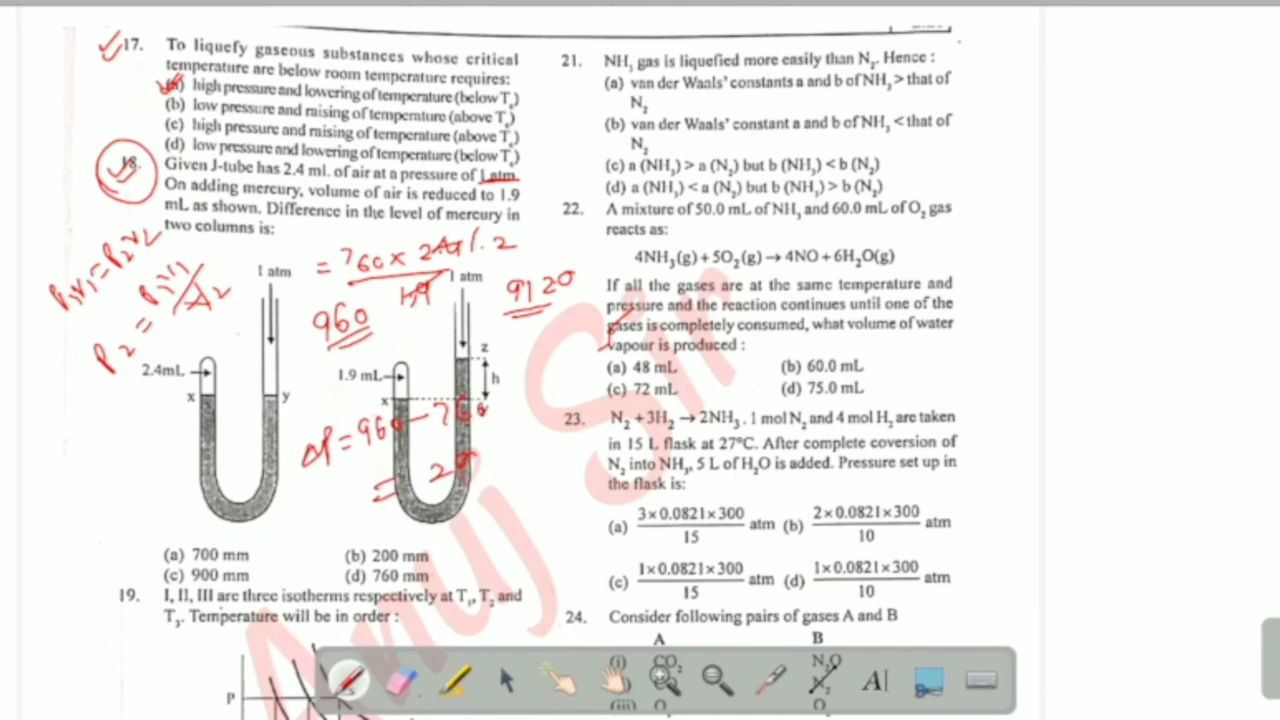 17. To liquefy gaseous substances whose critical
temperature are below room temperature requires:
high pressure and lowering of temperature (below T꜀)
(b) low pressure and raising of temperature (above T꜀)
(c) high pressure and raising of temperature (above T꜀)
(d) low pressure and lowering of temperature (below T꜀)
18. Given J-tube has 2.4 mL of air at a pressure of 1 atm.
On adding mercury, volume of air is reduced to 1.9
mL as shown. Difference in the level of mercury in
two columns is:
P₁V₁ = P₂V₂
P₂ = P₁V₁
= 760 ×
960
9120
1 atm
1 atm
2.4mL
x
y
1.9 mL
x
z
h
ΔP = 960 - 760
= 20
(a) 700 mm (b) 200 mm
(c) 900 mm (d) 760 mm
19. I, II, III are three isotherms respectively at T₁, T₂ and
T₃. Temperature will be in order :
P
21. NH₃ gas is liquefied more easily than N₂. Hence :
(a) van der Waals' constants a and b of NH₃ > that of
N₂
(b) van der Waals' constant a and b of NH₃ < that of
N₂
(c) a (NH₃) > a (N₂) but b (NH₃) < b (N₂)
(d) a (NH₃) < a (N₂) but b (NH₃) > b (N₂)
22. A mixture of 50.0 mL of NH₃ and 60.0 mL of O₂ gas
reacts as:
4NH₃(g) + 5O₂(g) → 4NO + 6H₂O(g)
If all the gases are at the same temperature and
pressure and the reaction continues until one of the
gases is completely consumed, what volume of water
vapour is produced :
(a) 48 mL (b) 60.0 mL
(c) 72 mL (d) 75.0 mL
23. N₂ + 3H₂ → 2NH₃. 1 mol N₂ and 4 mol H₂ are taken
in 15 L flask at 27°C. After complete coversion of
N₂ into NH₃, 5 L of H₂O is added. Pressure set up in
the flask is:
(a) 3×0.0821×300 / 15 atm (b) 2×0.0821×300 / 10 atm
(c) 1×0.0821×300 / 15 atm (d) 1×0.0821×300 / 10 atm
24. Consider following pairs of gases A and B
A B
(i) CO₂ N₂O
N₂
(iii) O O
Anuj Sir
AI